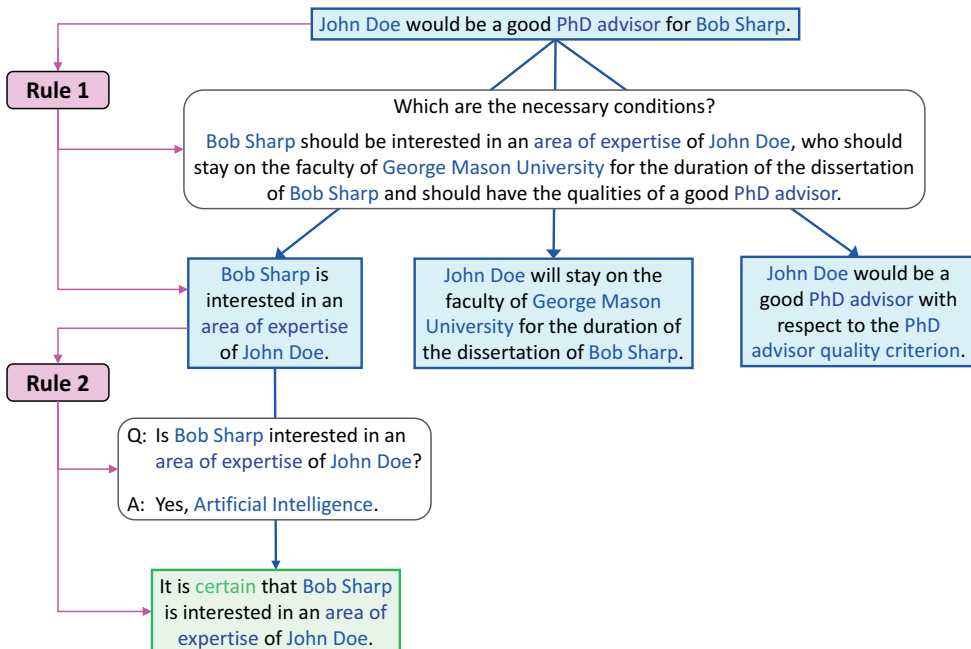 John Doe would be a good PhD advisor for Bob Sharp.
Rule 1
Which are the necessary conditions?
Bob Sharp should be interested in an area of expertise of John Doe, who should
stay on the faculty of George Mason University for the duration of the dissertation
of Bob Sharp and should have the qualities of a good PhD advisor.
Bob Sharp is
interested in an
area of expertise
of John Doe.
John Doe will stay on the
faculty of George Mason
University for the duration of
the dissertation of Bob Sharp.
John Doe would be a
good PhD advisor with
respect to the PhD
advisor quality criterion.
Rule 2
Q: Is Bob Sharp interested in an
area of expertise of John Doe?
A: Yes, Artificial Intelligence.
It is certain that Bob Sharp
is interested in an area of
expertise of John Doe.